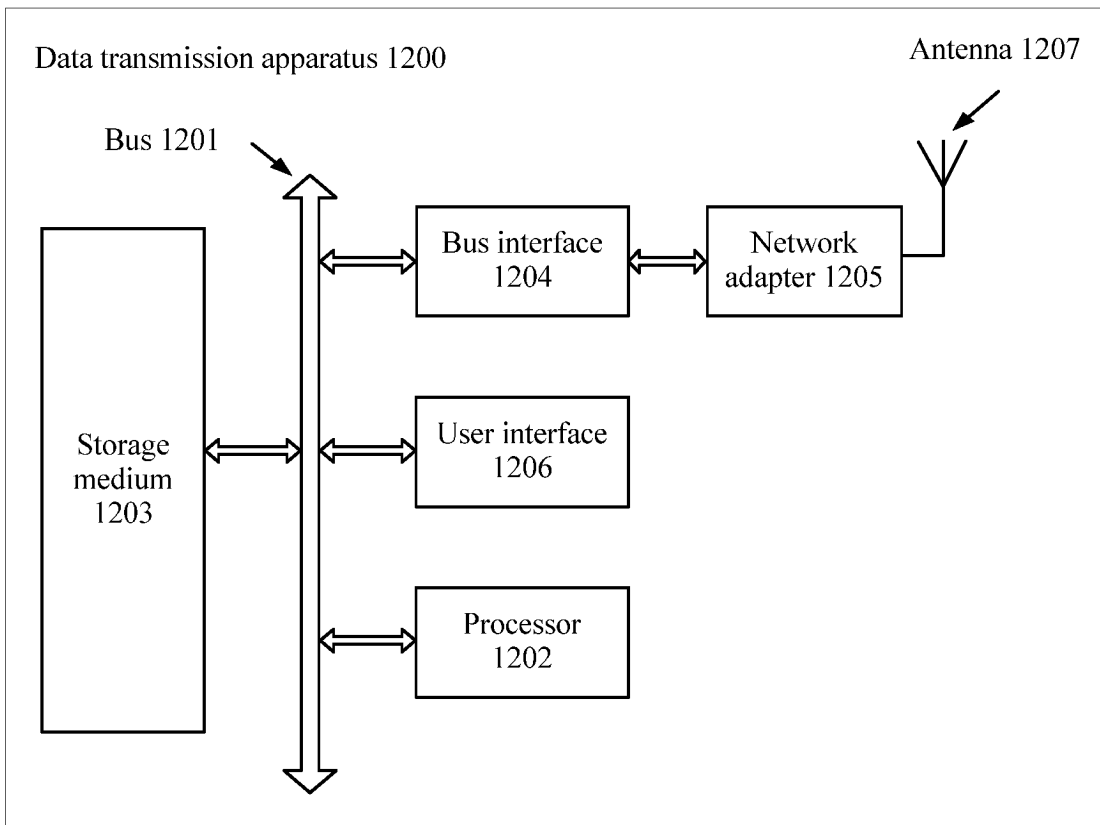 Data transmission apparatus 1200
Antenna 1207
Bus 1201
Bus interface
1204
Network
adapter 1205
Storage
medium
1203
User interface
1206
Processor
1202